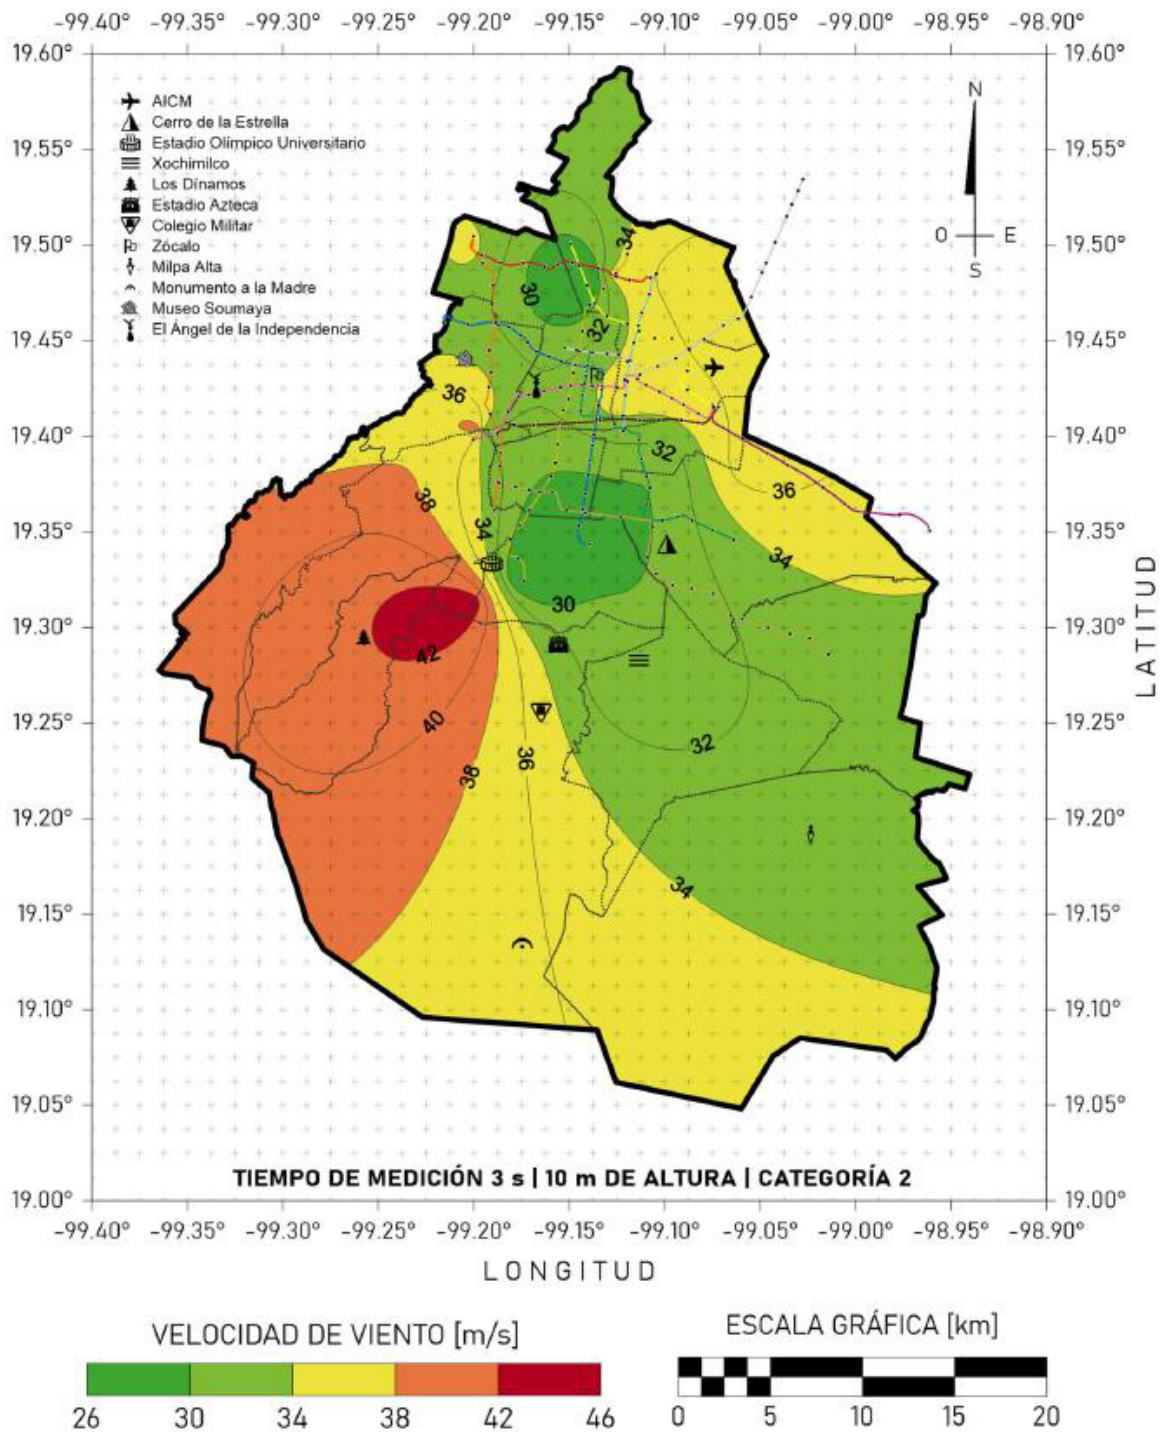 -99.40 -99.35° -99.30° -99.25° -99.20° -99.15° -99.10° -99.05° -99.00° -98.95° -98.90°
19.60° 19.60°
N
AICM
Cerro de la Estrella
Estadio Olímpico Universitario
Xochimilco
Los Dínamos
Estadio Azteca
Colegio Militar
Zócalo
Milpa Alta
Monumento a la Madre
Museo Soumaya
El Ángel de la Independencia
O E
S
19.55° 19.55°
19.50° 19.50°
34
30
32
19.45° 19.45°
36
19.40° 19.40°
32
36
38
34
19.35° 19.35°
34
30
19.30° 19.30°
42
40
19.25° 19.25°
32
36
38
19.20° 19.20°
34
19.15° 19.15°
19.10° 19.10°
19.05° 19.05°
TIEMPO DE MEDICIÓN 3 s | 10 m DE ALTURA | CATEGORÍA 2
19.00° 19.00°
-99.40° -99.35° -99.30° -99.25° -99.20° -99.15° -99.10° -99.05° -99.00° -98.95° -98.90°
LONGITUD
LATITUD
VELOCIDAD DE VIENTO [m/s]
26 30 34 38 42 46
ESCALA GRÁFICA [km]
0 5 10 15 20